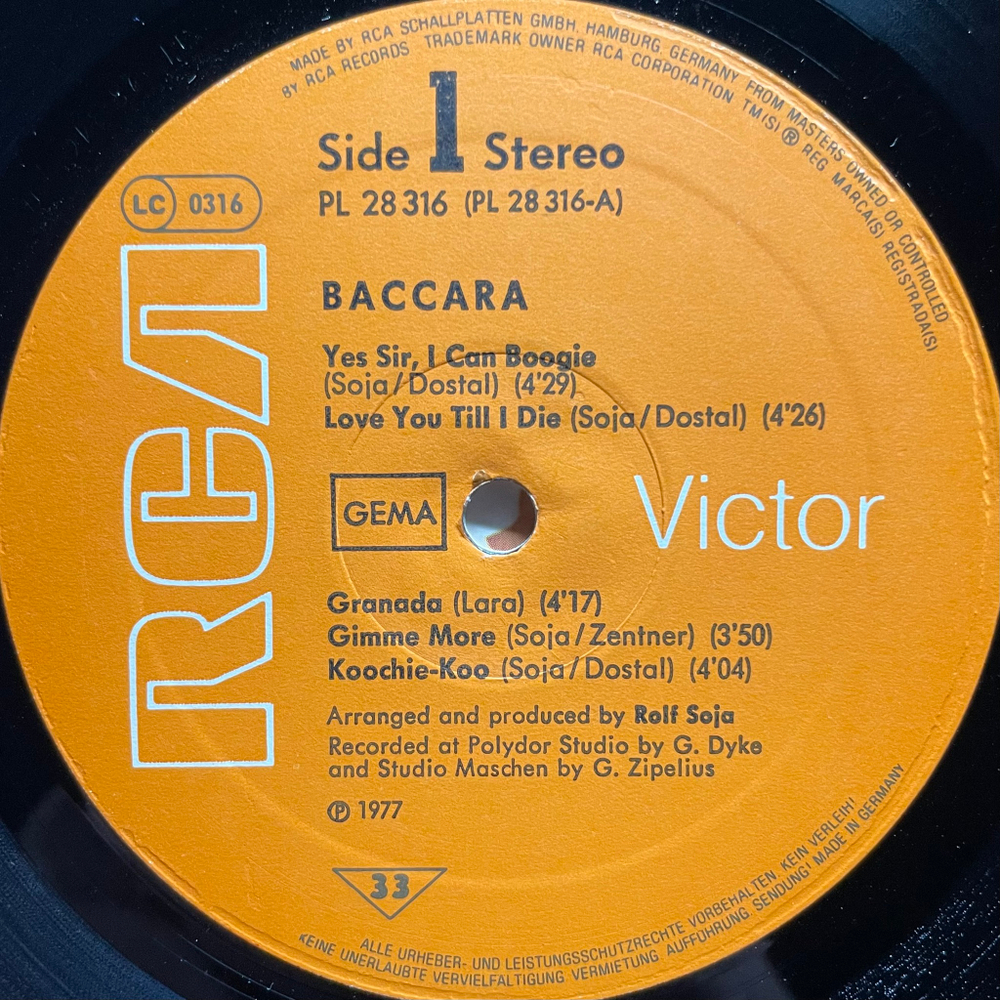 MADE BY RCA SCHALLPLATTEN GMBH, HAMBURG, GERMANY FROM MASTERS OWNED OR CONTROLLED
BY RCA RECORDS TRADEMARK OWNER RCA CORPORATION TM(S) ® REG MARCA(S) REGISTRADA(S)
Side 1 Stereo
PL 28 316 (PL 28 316-A)
LC 0316
RCA
BACCARA
Yes Sir, I Can Boogie
(Soja/Dostal) (4'29)
Love You Till I Die (Soja/Dostal) (4'26)
GEMA
Victor
Granada (Lara) (4'17)
Gimme More (Soja/Zentner) (3'50)
Koochie-Koo (Soja/Dostal) (4'04)
Arranged and produced by Rolf Soja
Recorded at Polydor Studio by G. Dyke
and Studio Maschen by G. Zipelius
℗ 1977
33
ALLE URHEBER- UND LEISTUNGSSCHUTZRECHTE VORBEHALTEN. KEIN VERLEIH!
KEINE UNERLAUBTE VERVIELFÄLTIGUNG, VERMIETUNG, AUFFÜHRUNG, SENDUNG! MADE IN GERMANY